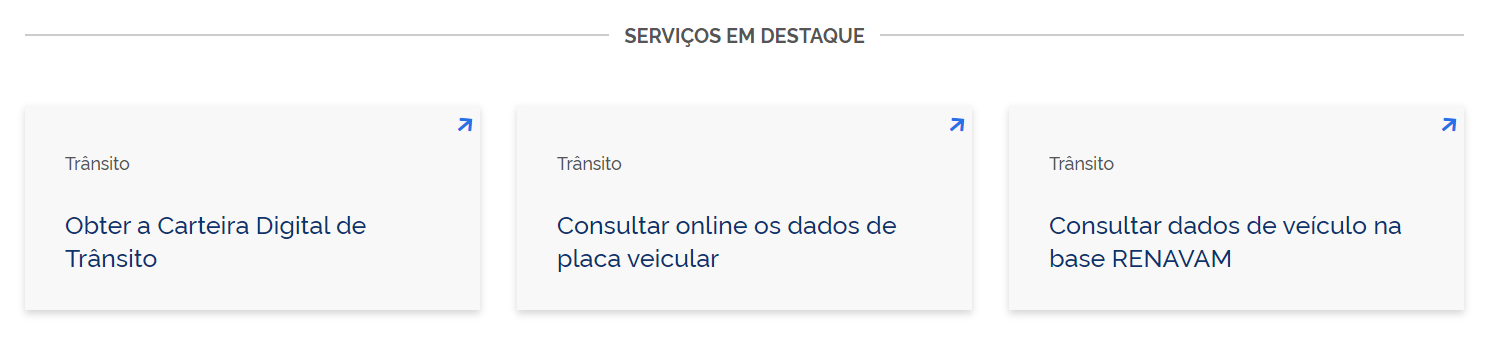 SERVIÇOS EM DESTAQUE
Trânsito
Obter a Carteira Digital de
Trânsito
Trânsito
Consultar online os dados de
placa veicular
Trânsito
Consultar dados de veículo na
base RENAVAM